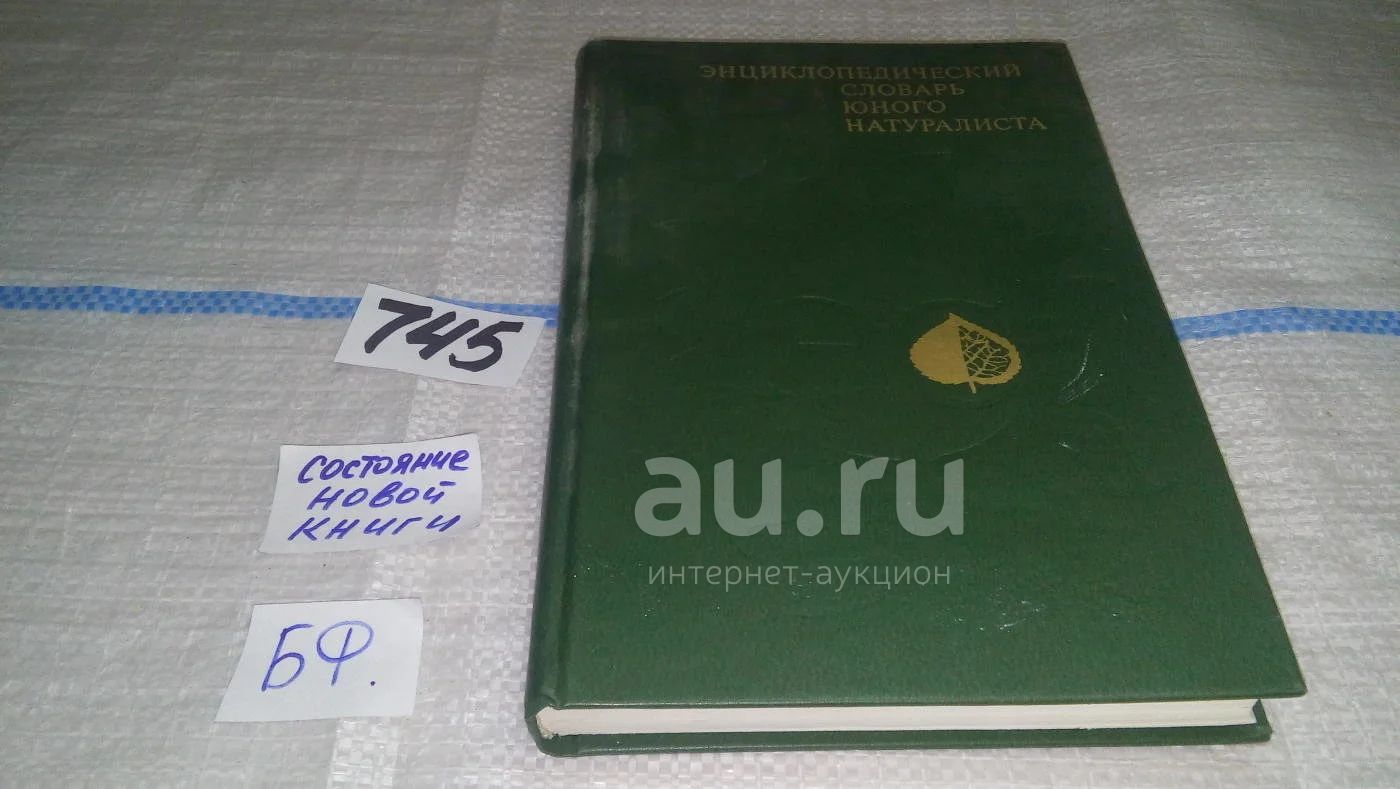 ЭНЦИКЛОПЕДИЧЕСКИЙ
СЛОВАРЬ
ЮНОГО
НАТУРАЛИСТА
745
СОСТОЯНИЕ
НОВОЙ
КНИГИ
БФ.
au.ru
интернет-аукцион